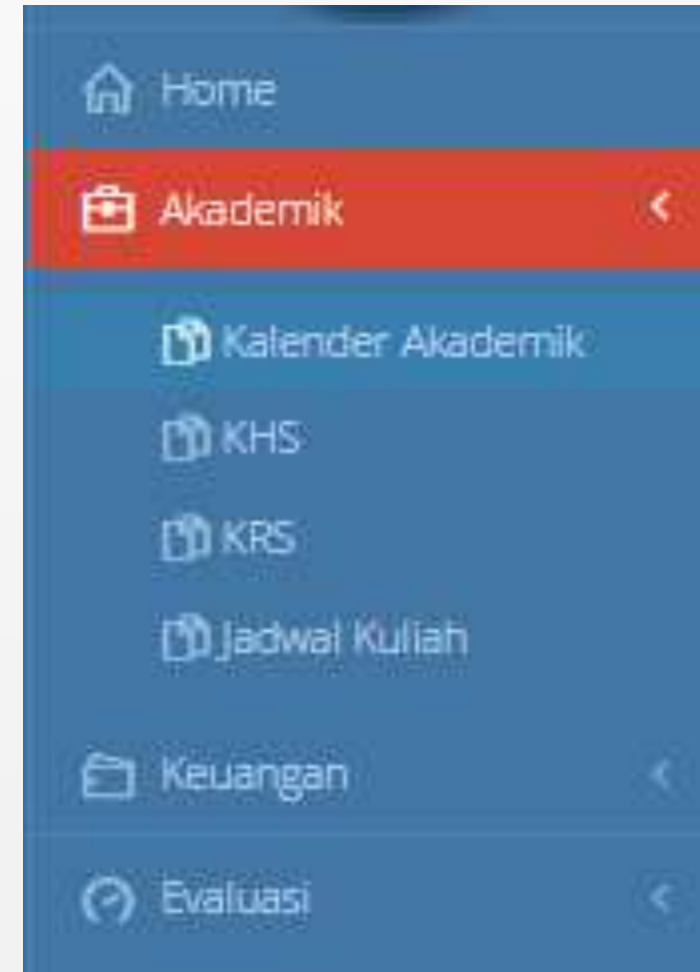 Home
Akademik
Kalender Akademik
KHS
KRS
Jadwal Kuliah
Keuangan
Evaluasi